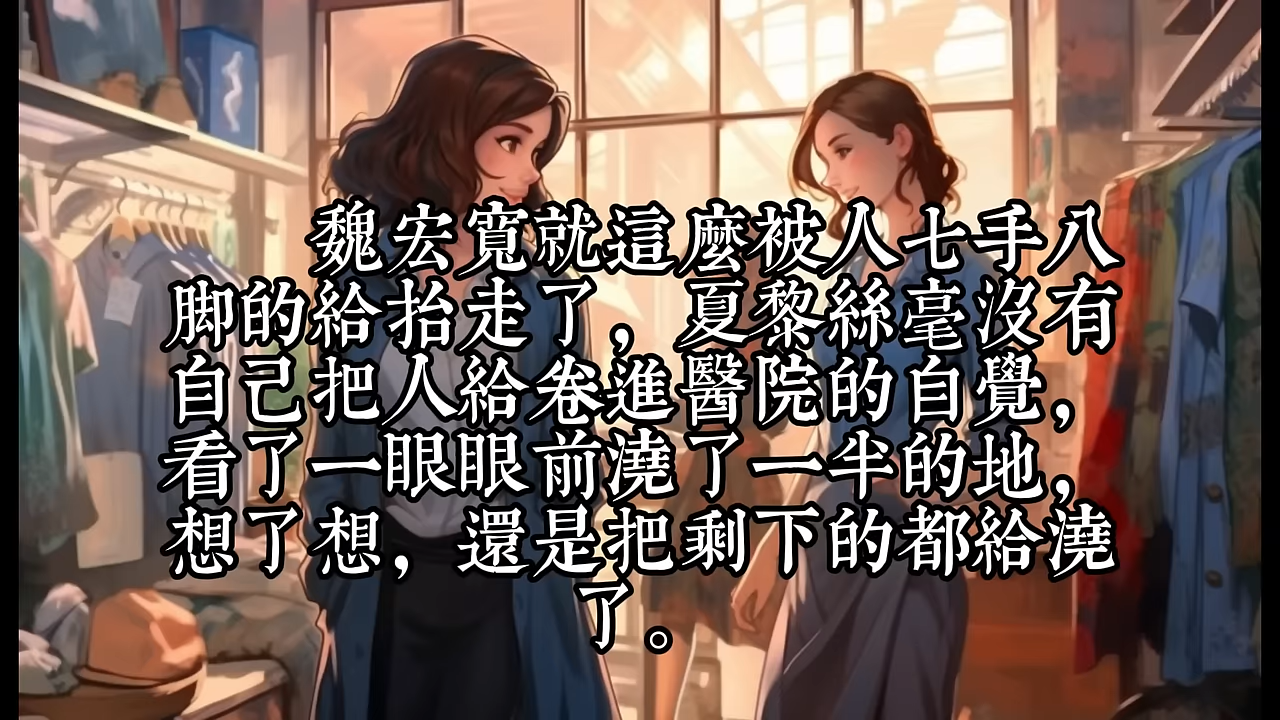 魏宏寬就這麼被人七手八
脚的給抬走了，夏黎絲毫沒有
自己把人給卷進醫院的自覺，
看了一眼眼前澆了一半的地，
想了想，還是把剩下的都給澆
了。